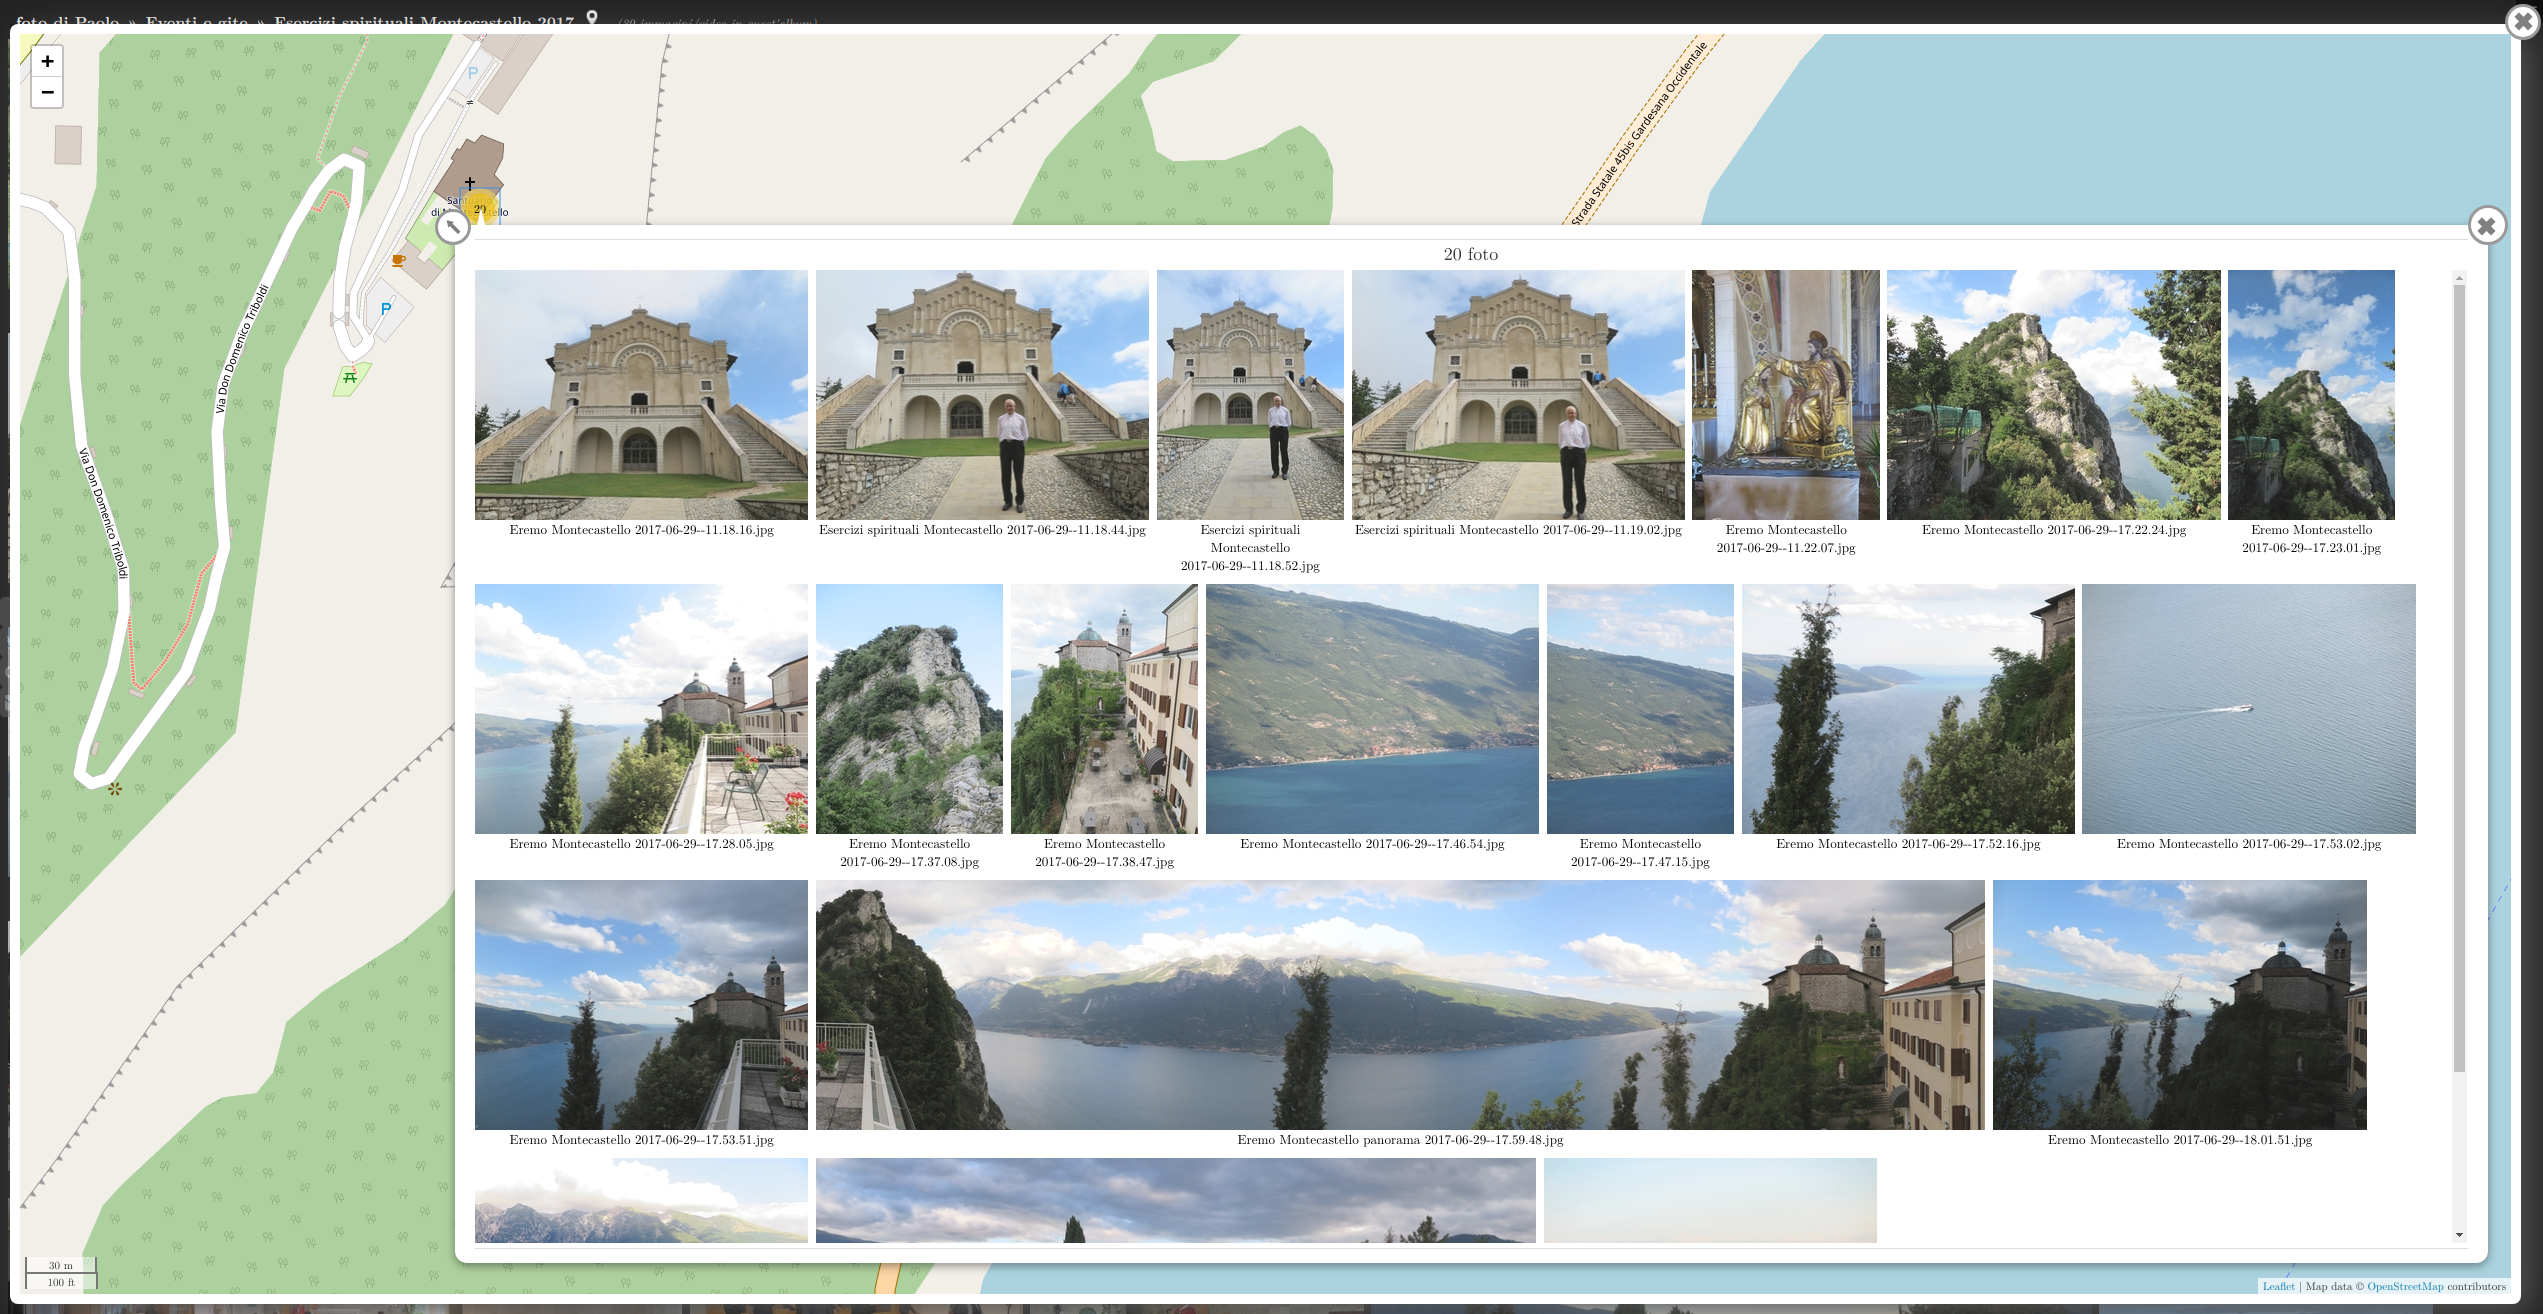 foto di Paolo » Eventi e gite » Esercizi spirituali Montecastello 2017 (20 immagini/video in quest'album)
+
−
P
Strada Statale 45bis Gardesana Occidentale
Santuario
20
P
Via Don Domenico Triboldi
Via Don Domenico Triboldi
20 foto
Eremo Montecastello 2017-06-29--11.18.16.jpg
Esercizi spirituali Montecastello 2017-06-29--11.18.44.jpg
Esercizi spirituali
Montecastello
2017-06-29--11.18.52.jpg
Esercizi spirituali Montecastello 2017-06-29--11.19.02.jpg
Eremo Montecastello
2017-06-29--11.22.07.jpg
Eremo Montecastello 2017-06-29--17.22.24.jpg
Eremo Montecastello
2017-06-29--17.23.01.jpg
Eremo Montecastello 2017-06-29--17.28.05.jpg
Eremo Montecastello
2017-06-29--17.37.08.jpg
Eremo Montecastello
2017-06-29--17.38.47.jpg
Eremo Montecastello 2017-06-29--17.46.54.jpg
Eremo Montecastello
2017-06-29--17.47.15.jpg
Eremo Montecastello 2017-06-29--17.52.16.jpg
Eremo Montecastello 2017-06-29--17.53.02.jpg
Eremo Montecastello 2017-06-29--17.53.51.jpg
Eremo Montecastello panorama 2017-06-29--17.59.48.jpg
Eremo Montecastello 2017-06-29--18.01.51.jpg
30 m
100 ft
Leaflet | Map data © OpenStreetMap contributors